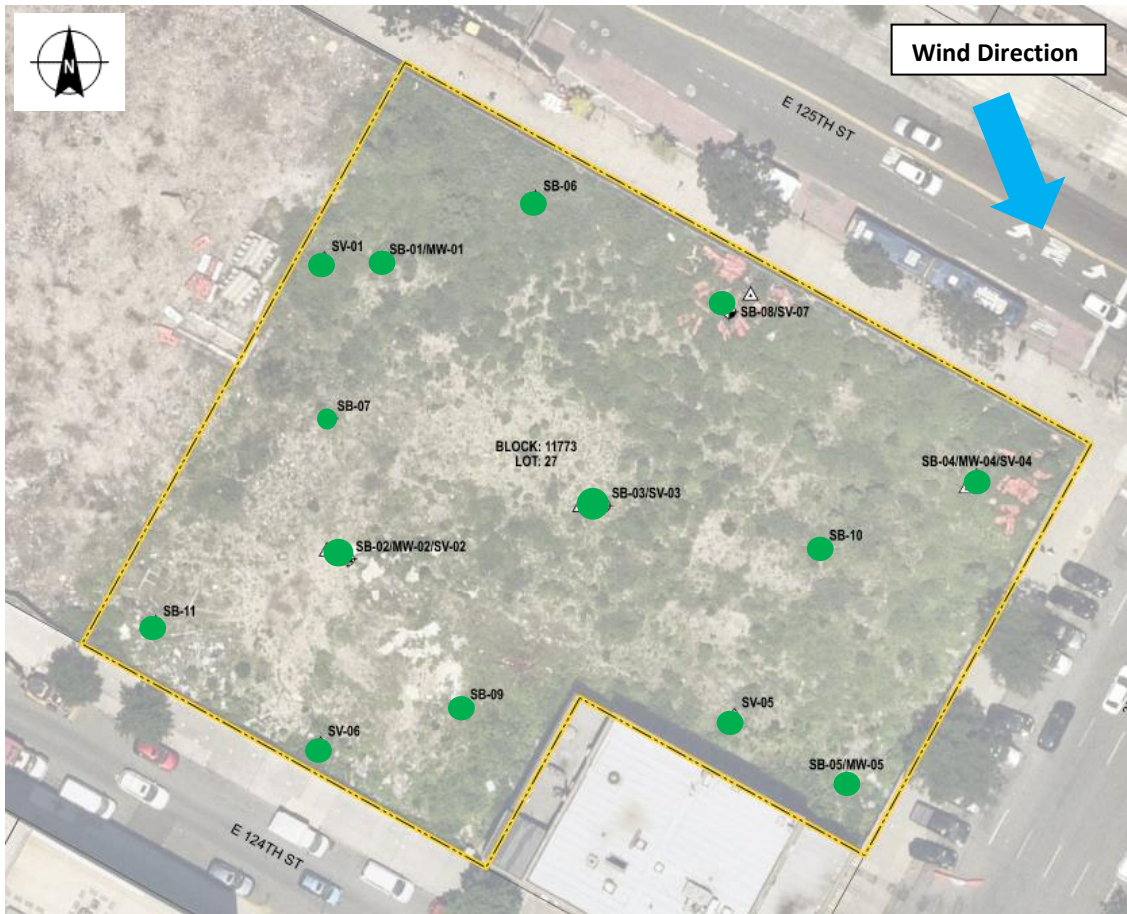 N
Wind Direction
E 125TH ST
SB-06
SV-01
SB-01/MW-01
SB-08/SV-07
SB-07
BLOCK: 11773
LOT: 27
SB-04/MW-04/SV-04
SB-03/SV-03
SB-10
SB-02/MW-02/SV-02
SB-11
SB-09
SV-05
SV-06
SB-05/MW-05
E 124TH ST